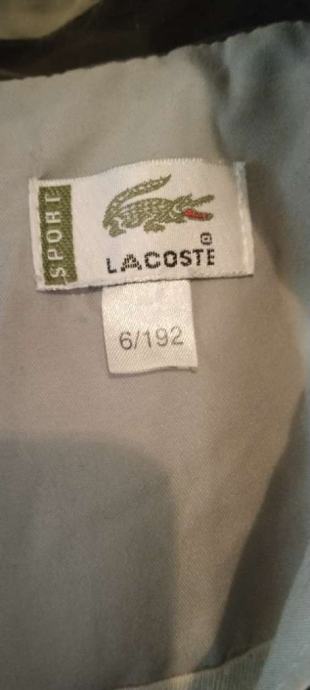 SPORT
®
LACOSTE
6/192